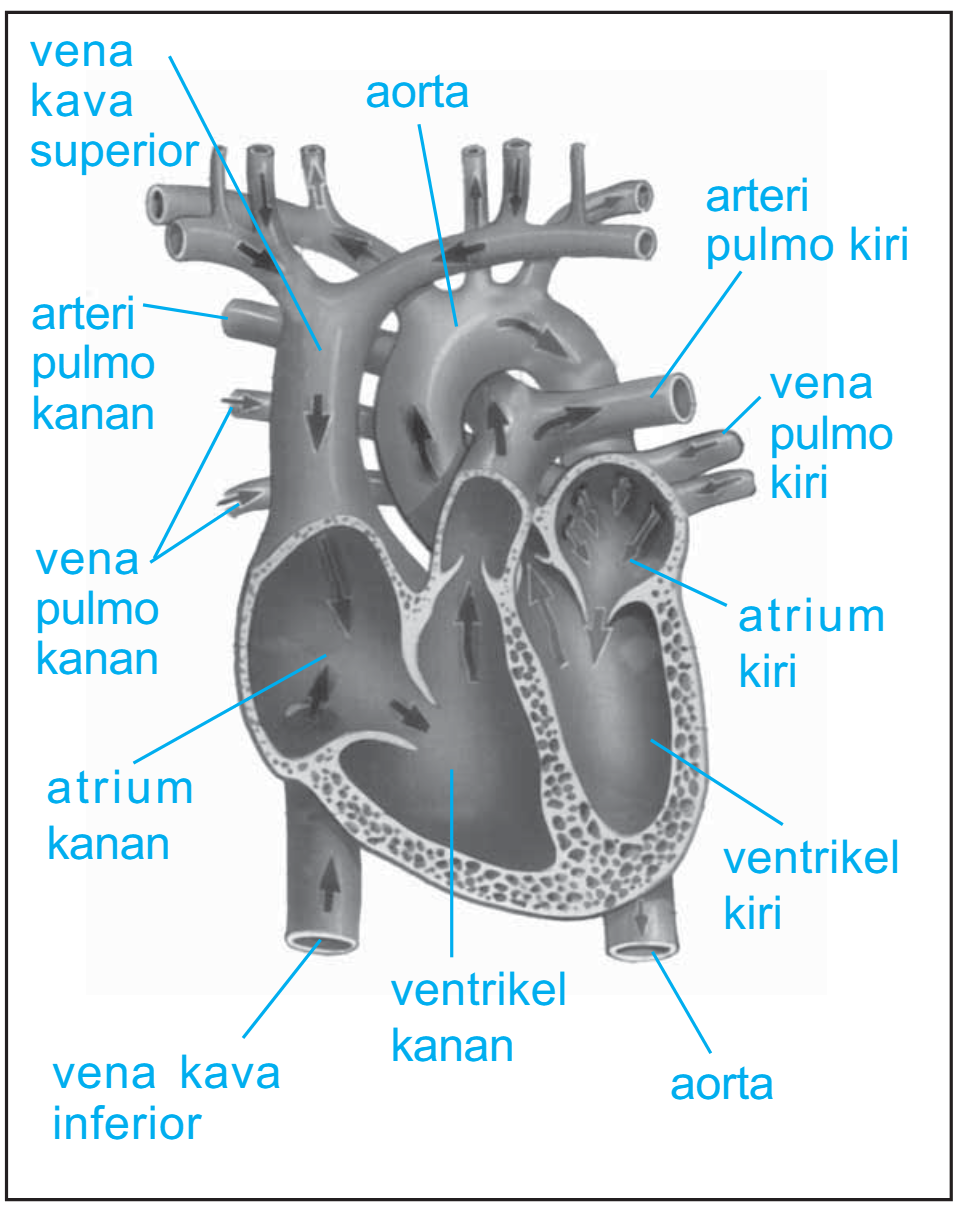 vena
kava
superior
aorta
arteri
pulmo kiri
arteri
pulmo
kanan
vena
pulmo
kiri
vena
pulmo
kanan
atrium
kiri
atrium
kanan
ventrikel
kiri
ventrikel
kanan
vena kava
inferior
aorta